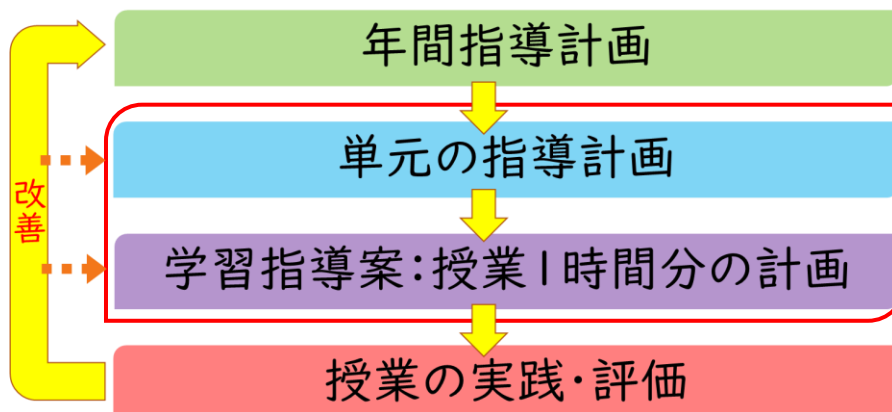 年間指導計画
単元の指導計画
改善
学習指導案：授業1時間分の計画
授業の実践・評価